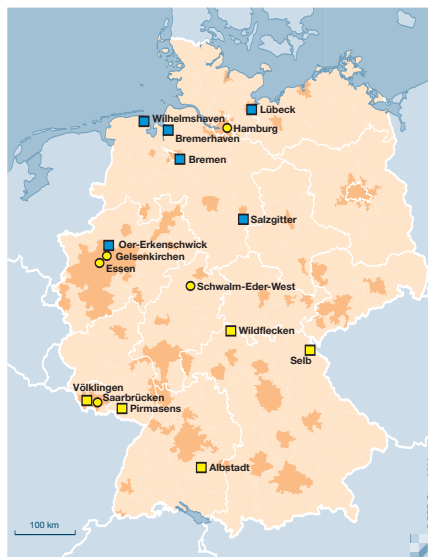 Lübeck
Wilhelmshaven
Hamburg
Bremerhaven
Bremen
Salzgitter
Oer-Erkenschwick
Gelsenkirchen
Essen
Schwalm-Eder-West
Wildflecken
Selb
Völklingen
Saarbrücken
Pirmasens
Albstadt
100 km